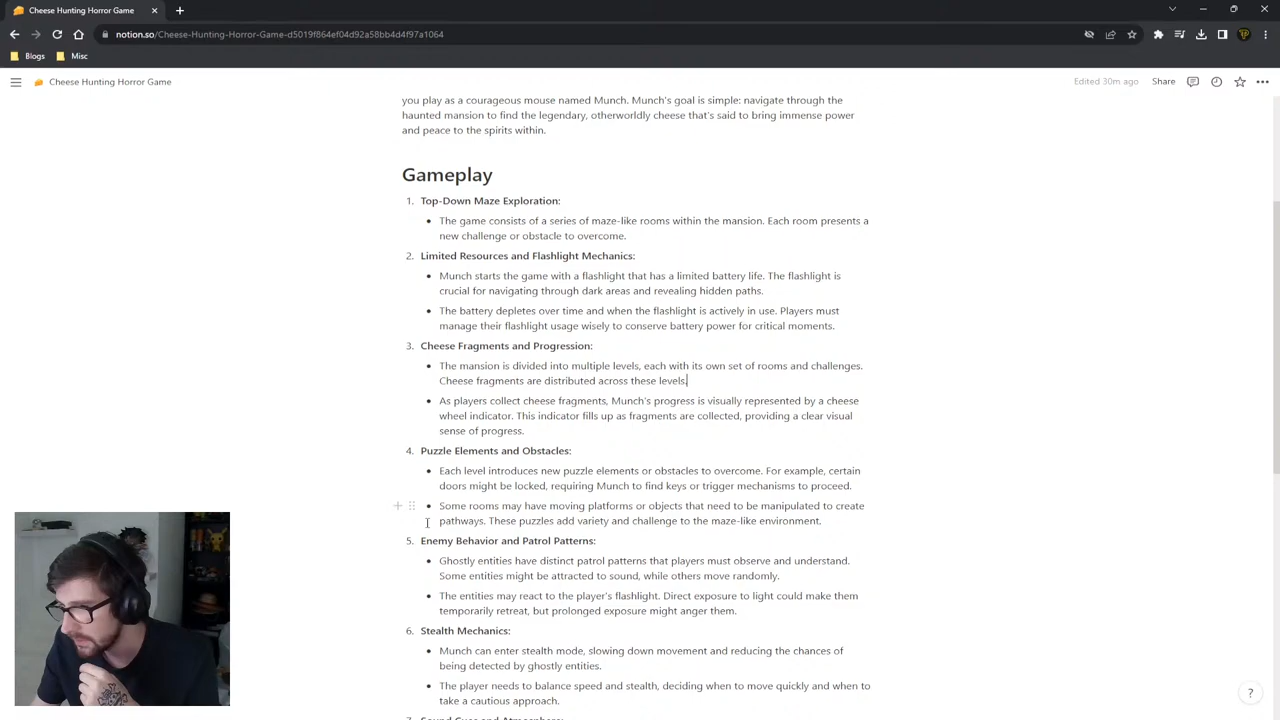 Cheese Hunting Horror Game
notion.so/Cheese-Hunting-Horror-Game-d5019f864ef04d92a58bb4d4f97a1064
Blogs
Misc
Cheese Hunting Horror Game
Edited 30m ago
Share
you play as a courageous mouse named Munch. Munch's goal is simple: navigate through the
haunted mansion to find the legendary, otherworldly cheese that's said to bring immense power
and peace to the spirits within.
Gameplay
1. Top-Down Maze Exploration:
• The game consists of a series of maze-like rooms within the mansion. Each room presents a
new challenge or obstacle to overcome.
2. Limited Resources and Flashlight Mechanics:
• Munch starts the game with a flashlight that has a limited battery life. The flashlight is
crucial for navigating through dark areas and revealing hidden paths.
• The battery depletes over time and when the flashlight is actively in use. Players must
manage their flashlight usage wisely to conserve battery power for critical moments.
3. Cheese Fragments and Progression:
• The mansion is divided into multiple levels, each with its own set of rooms and challenges.
Cheese fragments are distributed across these levels.
• As players collect cheese fragments, Munch's progress is visually represented by a cheese
wheel indicator. This indicator fills up as fragments are collected, providing a clear visual
sense of progress.
4. Puzzle Elements and Obstacles:
• Each level introduces new puzzle elements or obstacles to overcome. For example, certain
doors might be locked, requiring Munch to find keys or trigger mechanisms to proceed.
• Some rooms may have moving platforms or objects that need to be manipulated to create
pathways. These puzzles add variety and challenge to the maze-like environment.
5. Enemy Behavior and Patrol Patterns:
• Ghostly entities have distinct patrol patterns that players must observe and understand.
Some entities might be attracted to sound, while others move randomly.
• The entities may react to the player's flashlight. Direct exposure to light could make them
temporarily retreat, but prolonged exposure might anger them.
6. Stealth Mechanics:
• Munch can enter stealth mode, slowing down movement and reducing the chances of
being detected by ghostly entities.
• The player needs to balance speed and stealth, deciding when to move quickly and when to
take a cautious approach.
7. Sound Cues and Atmosphere:
?